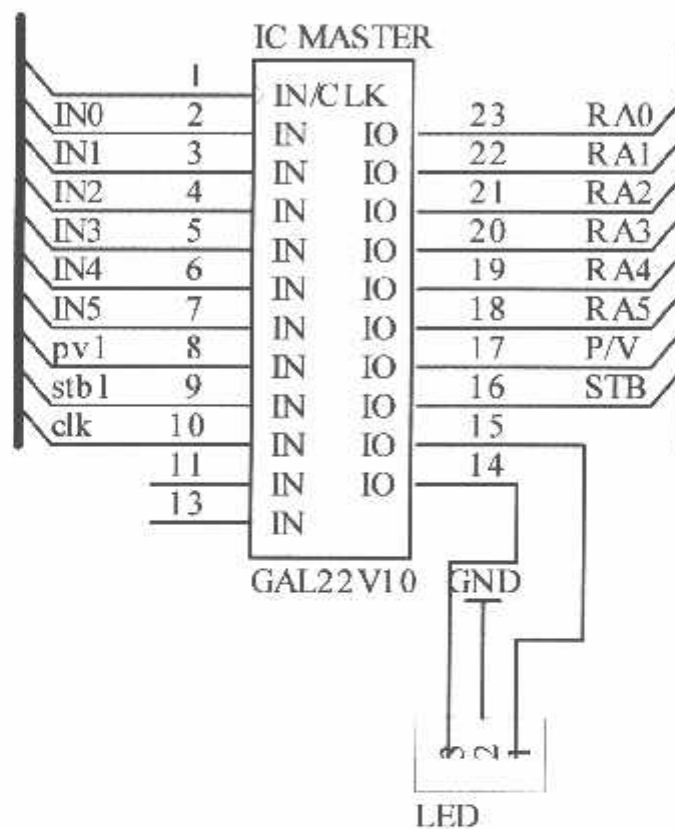 IC MASTER
1 IN/CLK
IN0 2 IN IO 23 RA0
IN1 3 IN IO 22 RA1
IN2 4 IN IO 21 RA2
IN3 5 IN IO 20 RA3
IN4 6 IN IO 19 RA4
IN5 7 IN IO 18 RA5
pv1 8 IN IO 17 P/V
stb1 9 IN IO 16 STB
clk 10 IN IO 15
11 IN IO 14
13 IN
GAL22V10 GND
3 2 1
LED